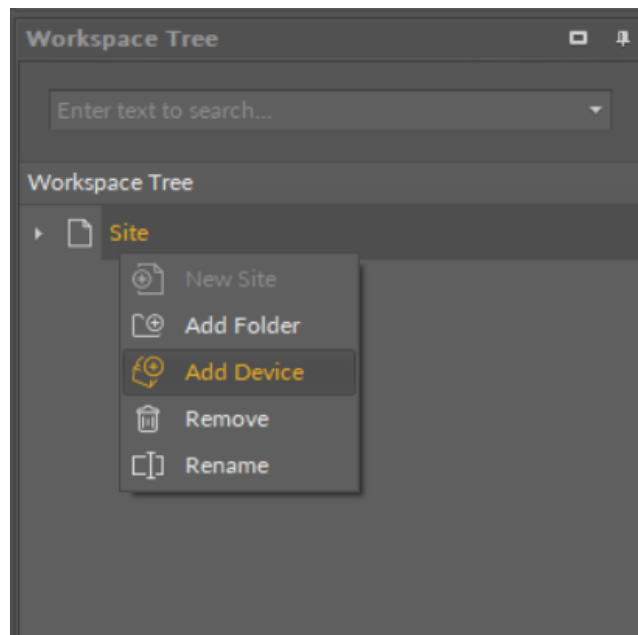 Workspace Tree
Enter text to search...
Workspace Tree
Site
New Site
Add Folder
Add Device
Remove
Rename